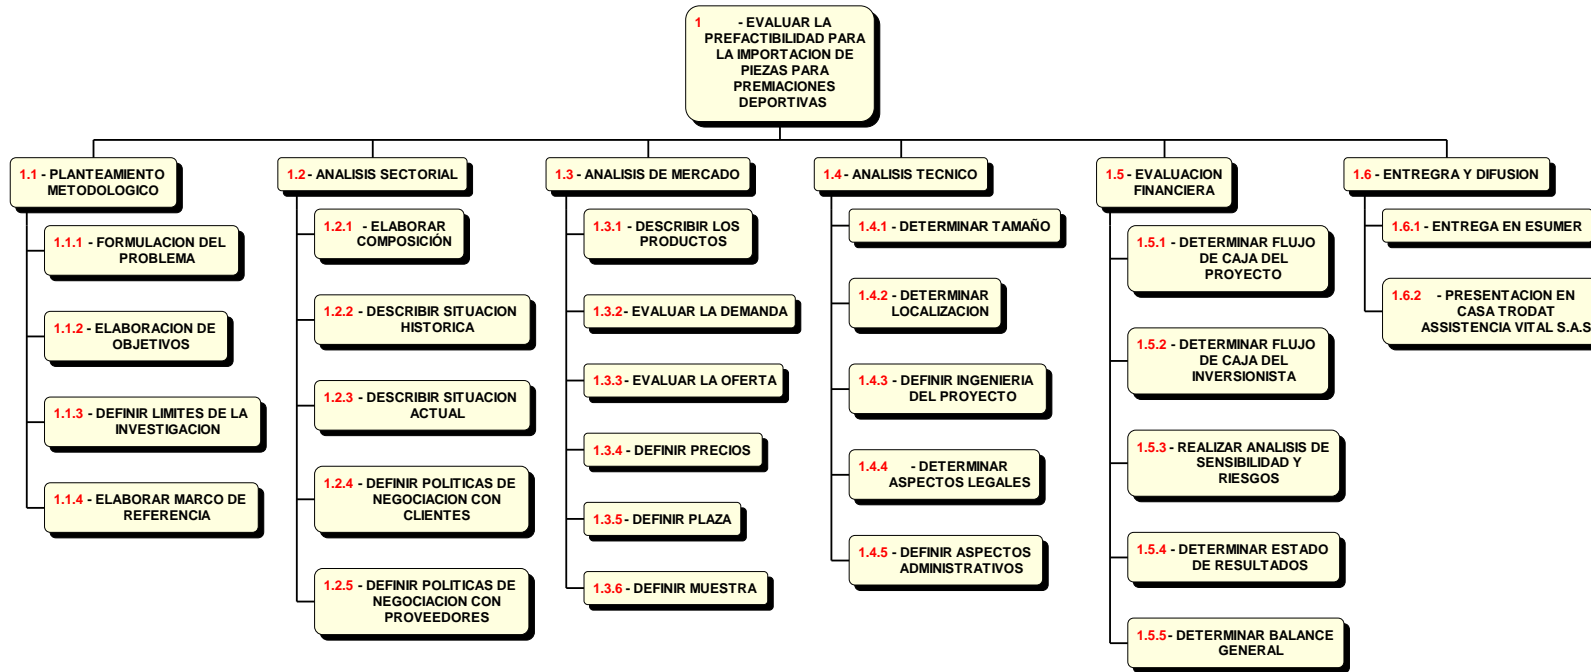 1 - EVALUAR LA
PREFACTIBILIDAD PARA
LA IMPORTACION DE
PIEZAS PARA
PREMIACIONES
DEPORTIVAS
1.1 - PLANTEAMIENTO
METODOLOGICO
1.1.1 - FORMULACION DEL
PROBLEMA
1.1.2 - ELABORACION DE
OBJETIVOS
1.1.3 - DEFINIR LIMITES DE LA
INVESTIGACION
1.1.4 - ELABORAR MARCO DE
REFERENCIA
1.2 - ANALISIS SECTORIAL
1.2.1 - ELABORAR
COMPOSICIÓN
1.2.2 - DESCRIBIR SITUACION
HISTORICA
1.2.3 - DESCRIBIR SITUACION
ACTUAL
1.2.4 - DEFINIR POLITICAS DE
NEGOCIACION CON
CLIENTES
1.2.5 - DEFINIR POLITICAS DE
NEGOCIACION CON
PROVEEDORES
1.3 - ANALISIS DE MERCADO
1.3.1 - DESCRIBIR LOS
PRODUCTOS
1.3.2 - EVALUAR LA DEMANDA
1.3.3 - EVALUAR LA OFERTA
1.3.4 - DEFINIR PRECIOS
1.3.5 - DEFINIR PLAZA
1.3.6 - DEFINIR MUESTRA
1.4 - ANALISIS TECNICO
1.4.1 - DETERMINAR TAMAÑO
1.4.2 - DETERMINAR
LOCALIZACION
1.4.3 - DEFINIR INGENIERIA
DEL PROYECTO
1.4.4 - DETERMINAR
ASPECTOS LEGALES
1.4.5 - DEFINIR ASPECTOS
ADMINISTRATIVOS
1.5 - EVALUACION
FINANCIERA
1.5.1 - DETERMINAR FLUJO
DE CAJA DEL
PROYECTO
1.5.2 - DETERMINAR FLUJO
DE CAJA DEL
INVERSIONISTA
1.5.3 - REALIZAR ANALISIS DE
SENSIBILIDAD Y
RIESGOS
1.5.4 - DETERMINAR ESTADO
DE RESULTADOS
1.5.5 - DETERMINAR BALANCE
GENERAL
1.6 - ENTREGRA Y DIFUSION
1.6.1 - ENTREGA EN ESUMER
1.6.2 - PRESENTACION EN
CASA TRODAT
ASSISTENCIA VITAL S.A.S